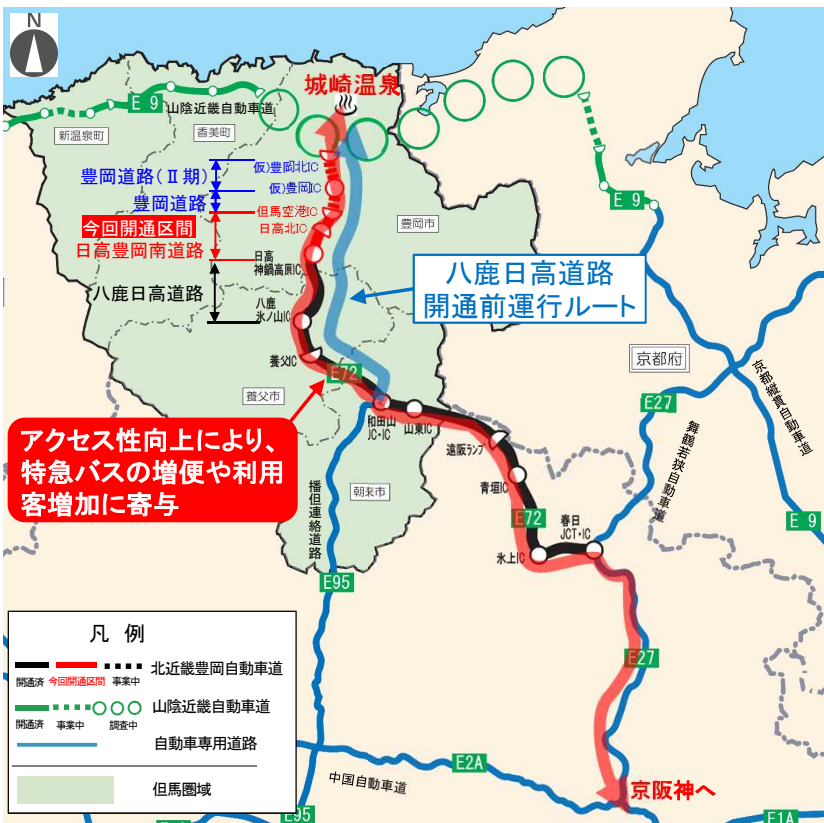 N
城崎温泉
E 9
山陰近畿自動車道
新温泉町
香美町
豊岡道路(Ⅱ期)
仮)豊岡北IC
豊岡道路
仮)豊岡IC
今回開通区間
但馬空港IC
日高北IC
日高豊岡南道路
日高
神鍋高原IC
八鹿日高道路
八鹿
氷ノ山IC
豊岡市
E 9
八鹿日高道路
開通前運行ルート
養父IC
養父市
E72
京都府
E27
京都縦貫自動車道
舞鶴若狭自動車道
和田山
JC・IC
山東IC
遠阪ランプ
青垣IC
アクセス性向上により、
特急バスの増便や利用
客増加に寄与
朝来市
播但連絡道路
E72
春日
JCT・IC
氷上IC
E 9
E95
E27
凡 例
北近畿豊岡自動車道
開通済 今回開通区間 事業中
山陰近畿自動車道
開通済 事業中 調査中
自動車専用道路
但馬圏域
E2A
中国自動車道
京阪神へ
E95
E1A